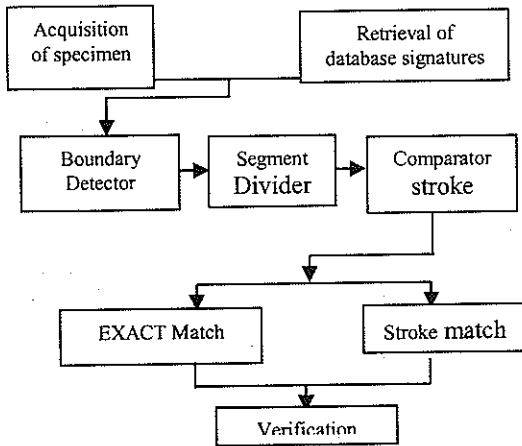 Acquisition
of specimen
Retrieval of
database signatures
Boundary
Detector
Segment
Divider
Comparator
stroke
EXACT Match
Stroke match
Verification